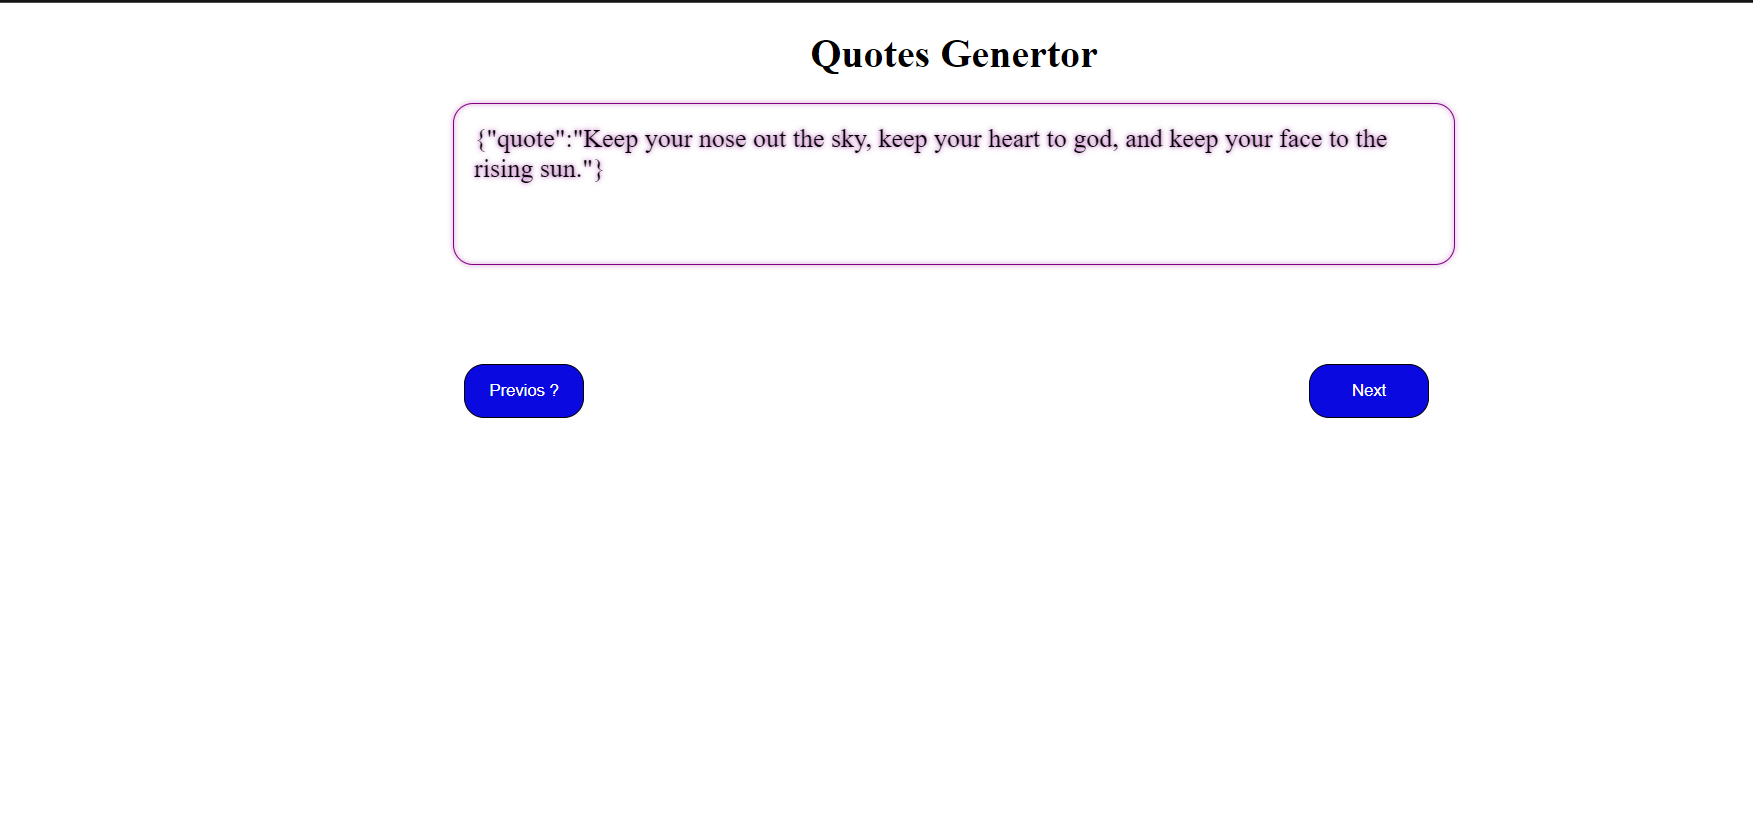 Quotes Genertor
{"quote":"Keep your nose out the sky, keep your heart to god, and keep your face to the
rising sun."}
Previos ?
Next